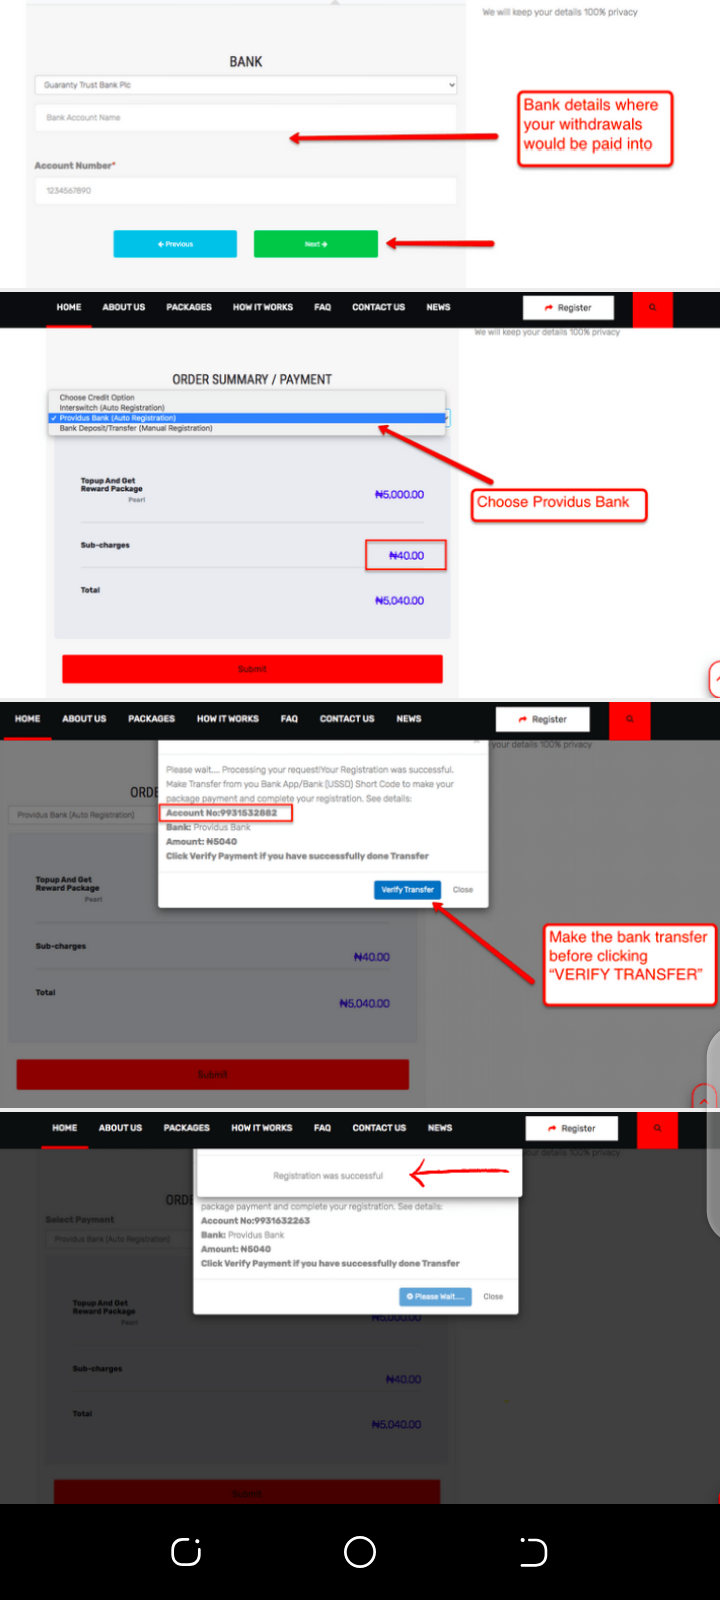 We will keep your details 100% privacy
BANK
Guaranty Trust Bank Plc
Bank Account Name
Bank details where
your withdrawals
would be paid into
Account Number*
1234567890
Previous
Next
HOME ABOUT US PACKAGES HOW IT WORKS FAQ CONTACT US NEWS Register
We will keep your details 100% privacy
ORDER SUMMARY / PAYMENT
Choose Credit Option
Interswitch (Auto Registration)
✓ Providus Bank (Auto Registration)
Bank Deposit/Transfer (Manual Registration)
Topup And Get
Reward Package
Pearl
₦5,000.00
Choose Providus Bank
Sub-charges
₦40.00
Total
₦5,040.00
Submit
HOME ABOUT US PACKAGES HOW IT WORKS FAQ CONTACT US NEWS Register
your details 100% privacy
Please wait.... Processing your request!Your Registration was successful.
Make Transfer from you Bank App/Bank (USSD) Short Code to make your
package payment and complete your registration. See details:
Account No:9931532882
Bank: Providus Bank
Amount: ₦5040
Click Verify Payment if you have successfully done Transfer
Verify Transfer Close
ORDE
Providus Bank (Auto Registration)
Topup And Get
Reward Package
Pearl
Make the bank transfer
before clicking
“VERIFY TRANSFER”
Sub-charges
₦40.00
Total
₦5,040.00
Submit
HOME ABOUT US PACKAGES HOW IT WORKS FAQ CONTACT US NEWS Register
your details 100% privacy
Registration was successful
ORDE
package payment and complete your registration. See details:
Account No:9931632263
Bank: Providus Bank
Amount: ₦5040
Click Verify Payment if you have successfully done Transfer
Please Wait.... Close
Select Payment
Providus Bank (Auto Registration)
Topup And Get
Reward Package
Pearl
₦5,000.00
Sub-charges
₦40.00
Total
₦5,040.00
Submit